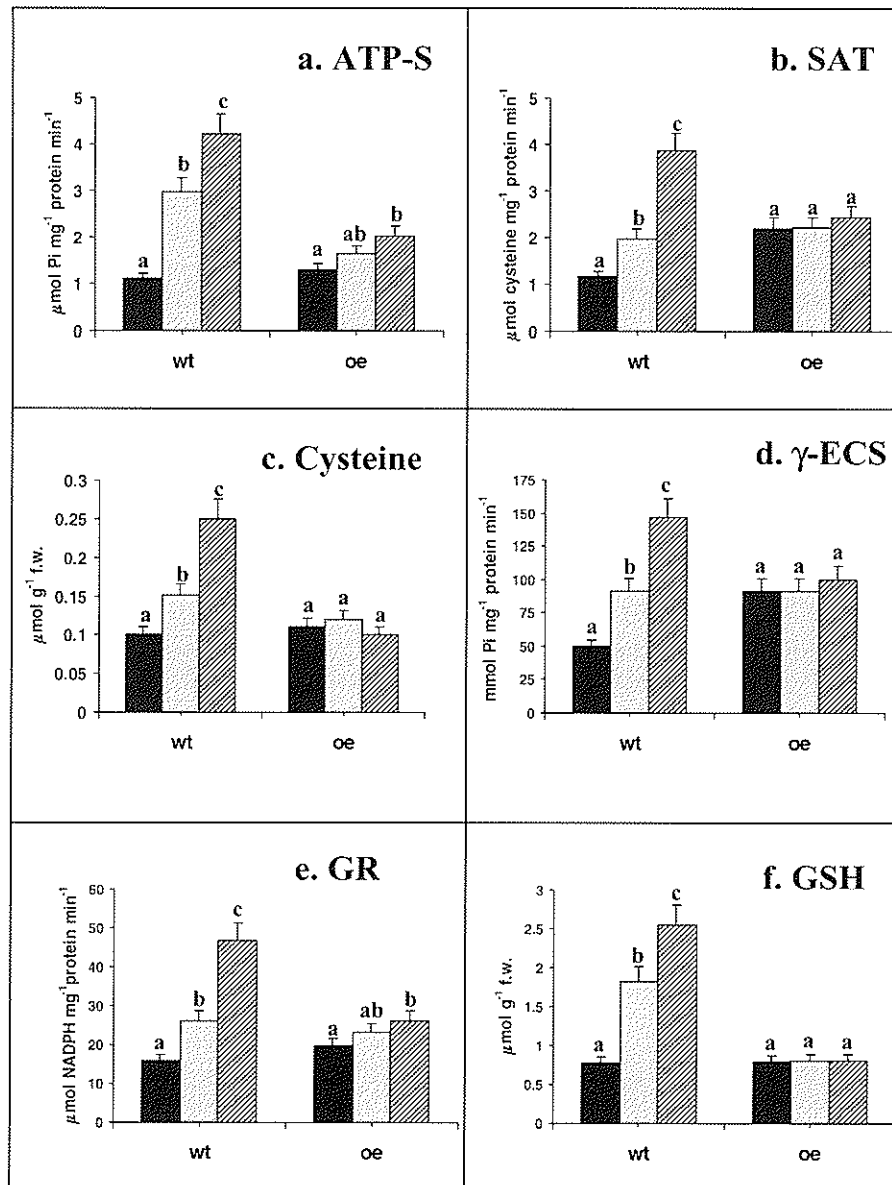 a. ATP-S
μmol Pi mg⁻¹ protein min⁻¹
5
4
3
2
1
0
a
b
c
a
ab
b
wt
oe
b. SAT
μmol cysteine mg⁻¹ protein min⁻¹
5
4
3
2
1
0
a
b
c
a
a
a
wt
oe
c. Cysteine
μmol g⁻¹ f.w.
0.3
0.25
0.2
0.15
0.1
0.05
0
a
b
c
a
a
a
wt
oe
d. γ-ECS
mmol Pi mg⁻¹ protein min⁻¹
175
150
125
100
75
50
25
0
a
b
c
a
a
a
wt
oe
e. GR
μmol NADPH mg⁻¹protein min⁻¹
60
50
40
30
20
10
0
a
b
c
a
ab
b
wt
oe
f. GSH
μmol g⁻¹ f.w.
3
2.5
2
1.5
1
0.5
0
a
b
c
a
a
a
wt
oe